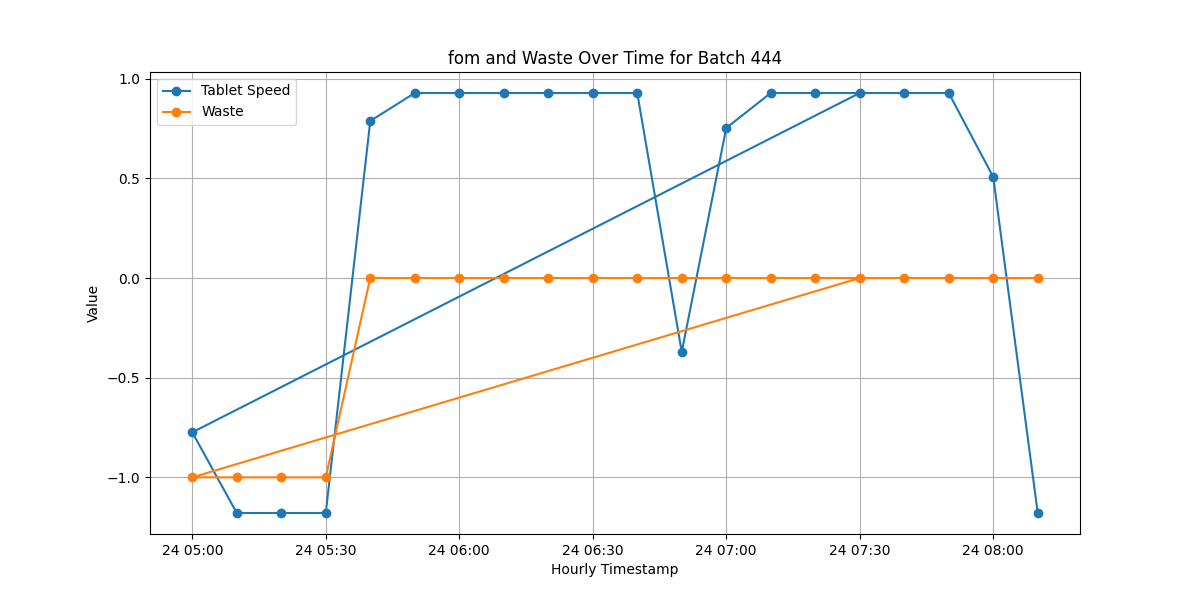 fom and Waste Over Time for Batch 444
Tablet Speed
Waste
1.0
0.5
0.0
−0.5
−1.0
Value
24 05:00 24 05:30 24 06:00 24 06:30 24 07:00 24 07:30 24 08:00
Hourly Timestamp